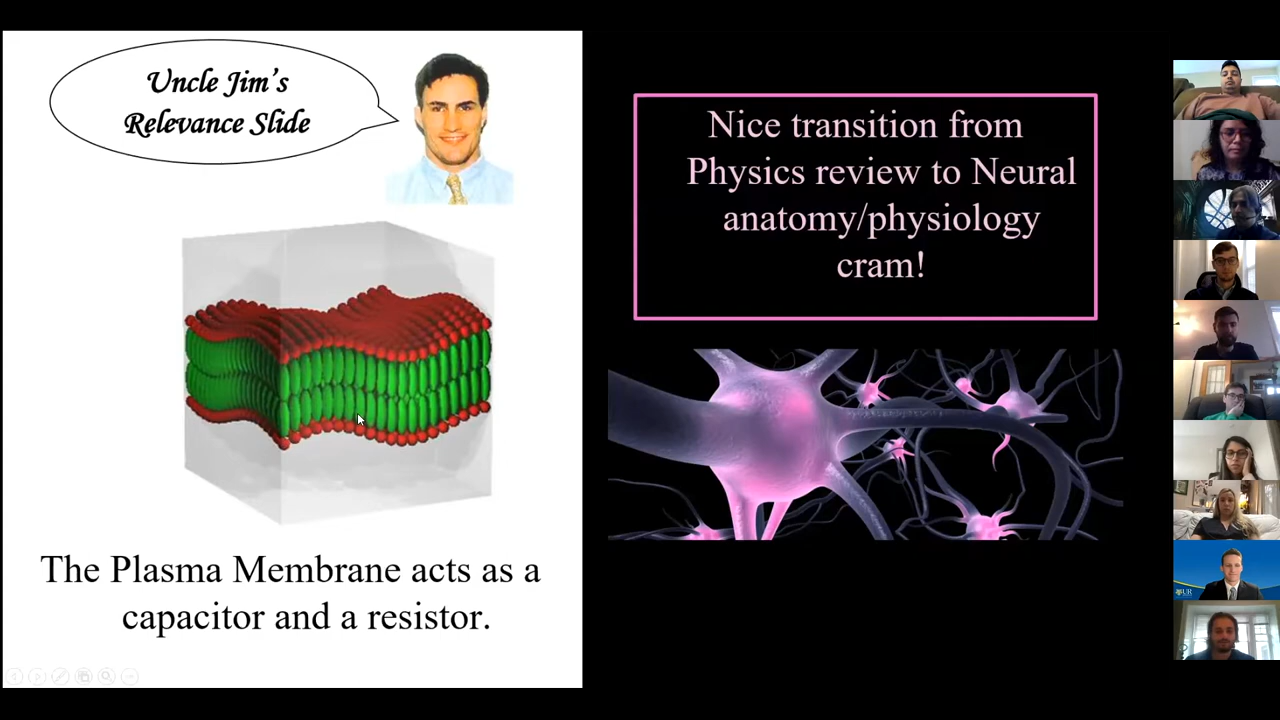 Uncle Jim's
Relevance Slide
Nice transition from
Physics review to Neural
anatomy/physiology
cram!
The Plasma Membrane acts as a
capacitor and a resistor.
UR